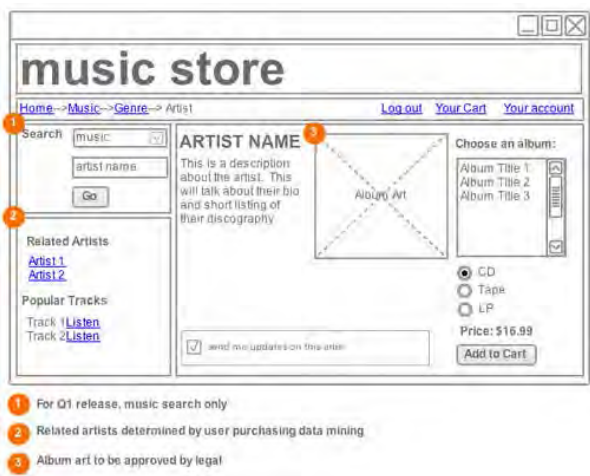 music store
Home-->Music-->Genre--> Artist
Log out Your Cart Your account
1
Search music
artist name
Go
2
Related Artists
Artist 1
Artist 2
Popular Tracks
Track 1Listen
Track 2Listen
ARTIST NAME
This is a description
about the artist. This
will talk about their bio
and short listing of
their discography
send me updates on this artist
3
Album Art
Choose an album:
Album Title 1
Album Title 2
Album Title 3
CD
Tape
LP
Price: $16.99
Add to Cart
1 For Q1 release, music search only
2 Related artists determined by user purchasing data mining
3 Album art to be approved by legal